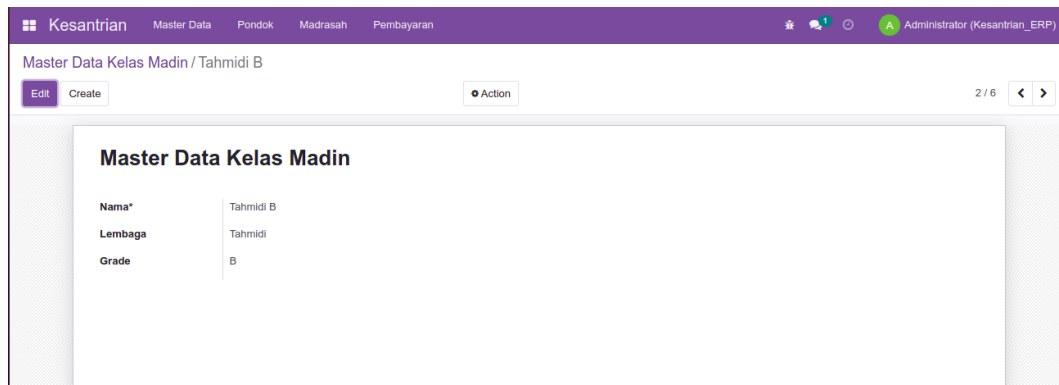 Kesantrian Master Data Pondok Madrasah Pembayaran 1 A Administrator (Kesantrian_ERP)
Master Data Kelas Madin / Tahmidi B
Edit Create Action 2 / 6
Master Data Kelas Madin
Nama* Tahmidi B
Lembaga Tahmidi
Grade B